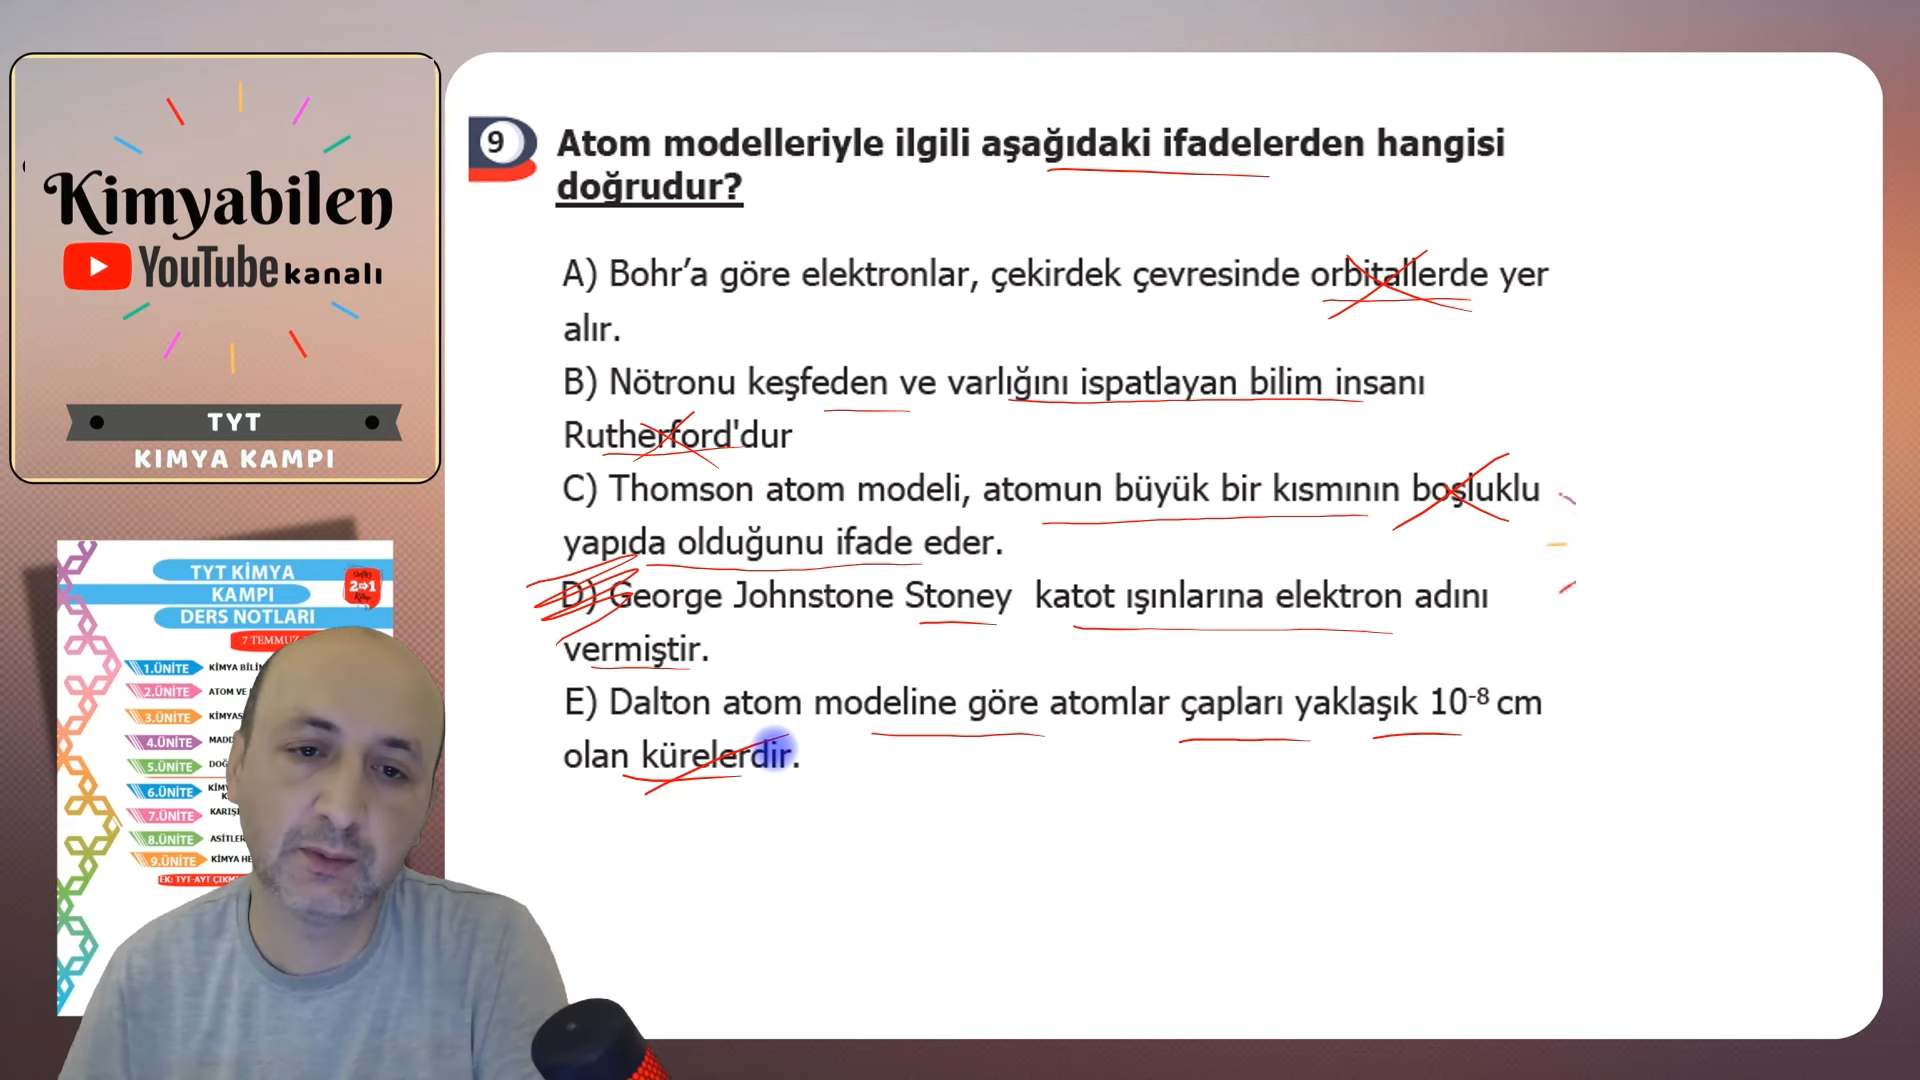 Kimyabilen
YouTube kanalı
TYT
KIMYA KAMPI
TYT KİMYA
KAMPI
DERS NOTLARI
2⇨1
7 TEMMUZ
1.ÜNİTE
2.ÜNİTE ATOM VE
3.ÜNİTE
4.ÜNİTE
5.ÜNİTE
6.ÜNİTE
7.ÜNİTE
8.ÜNİTE
9.ÜNİTE
9 Atom modelleriyle ilgili aşağıdaki ifadelerden hangisi
doğrudur?
A) Bohr’a göre elektronlar, çekirdek çevresinde orbitallerde yer
alır.
B) Nötronu keşfeden ve varlığını ispatlayan bilim insanı
Rutherford'dur
C) Thomson atom modeli, atomun büyük bir kısmının boşluklu
yapıda olduğunu ifade eder.
D) George Johnstone Stoney katot ışınlarına elektron adını
vermiştir.
E) Dalton atom modeline göre atomlar çapları yaklaşık 10⁻⁸ cm
olan kürelerdir.